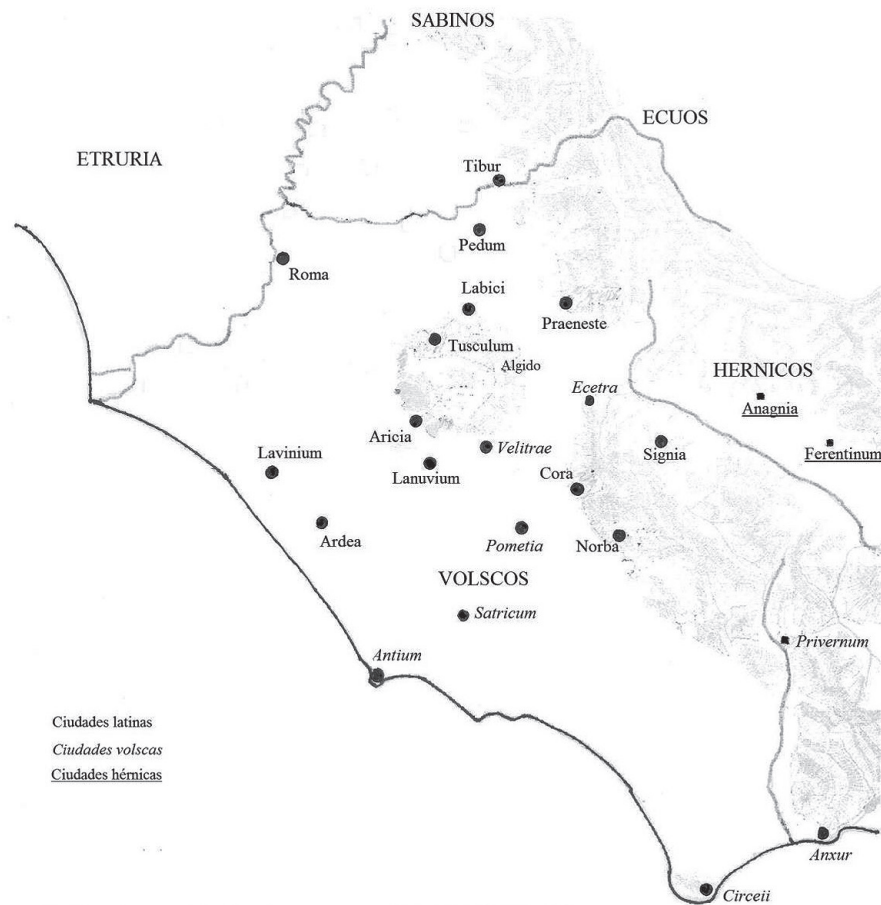 SABINOS
ECUOS
ETRURIA
Tibur
Pedum
Roma
Labici
Praeneste
Tusculum
Algido
HERNICOS
Ecetra
Anagnia
Aricia
Velitrae
Signia
Ferentinum
Lavinium
Lanuvium
Cora
Ardea
Pometia
Norba
VOLSCOS
Satricum
Privernum
Antium
Ciudades latinas
Ciudades volscas
Ciudades hérnicas
Anxur
Circeii